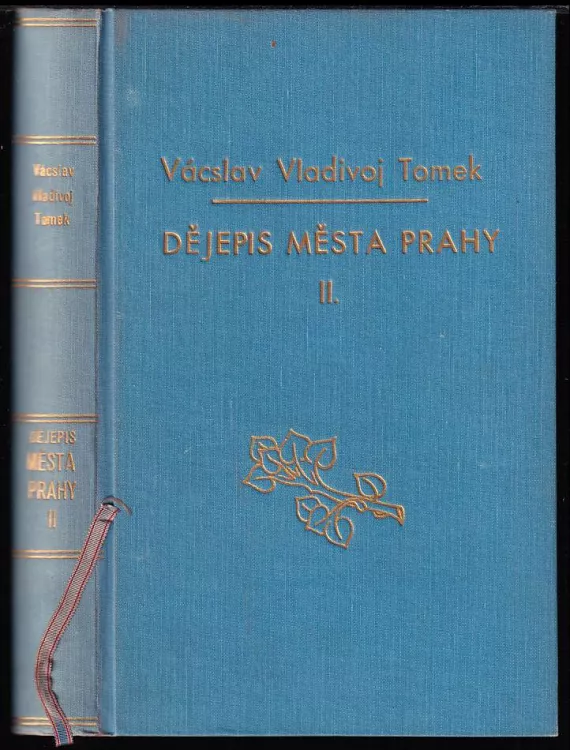 Vácslav
Vladivoj
Tomek
DĚJEPIS
MĚSTA
PRAHY
II
Vácslav Vladivoj Tomek
DĚJEPIS MĚSTA PRAHY
II.